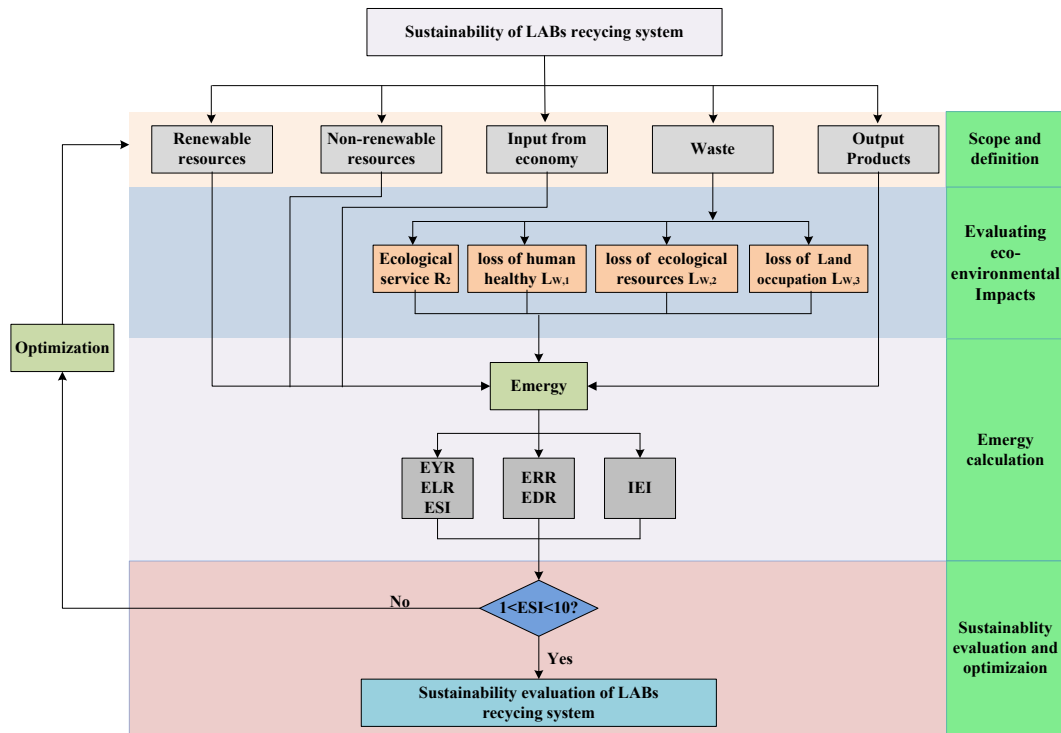 Sustainability of LABs recycing system
Renewable
resources
Non-renewable
resources
Input from
economy
Waste
Output
Products
Scope and
definition
Ecological
service R₂
loss of human
healthy L_W,1
loss of ecological
resources L_W,2
loss of Land
occupation L_W,3
Evaluating
eco-
environmental
Impacts
Optimization
Emergy
EYR
ELR
ESI
ERR
EDR
IEI
Emergy
calculation
No
1<ESI<10?
Yes
Sustainability evaluation of LABs
recycing system
Sustainablity
evaluation and
optimizaion